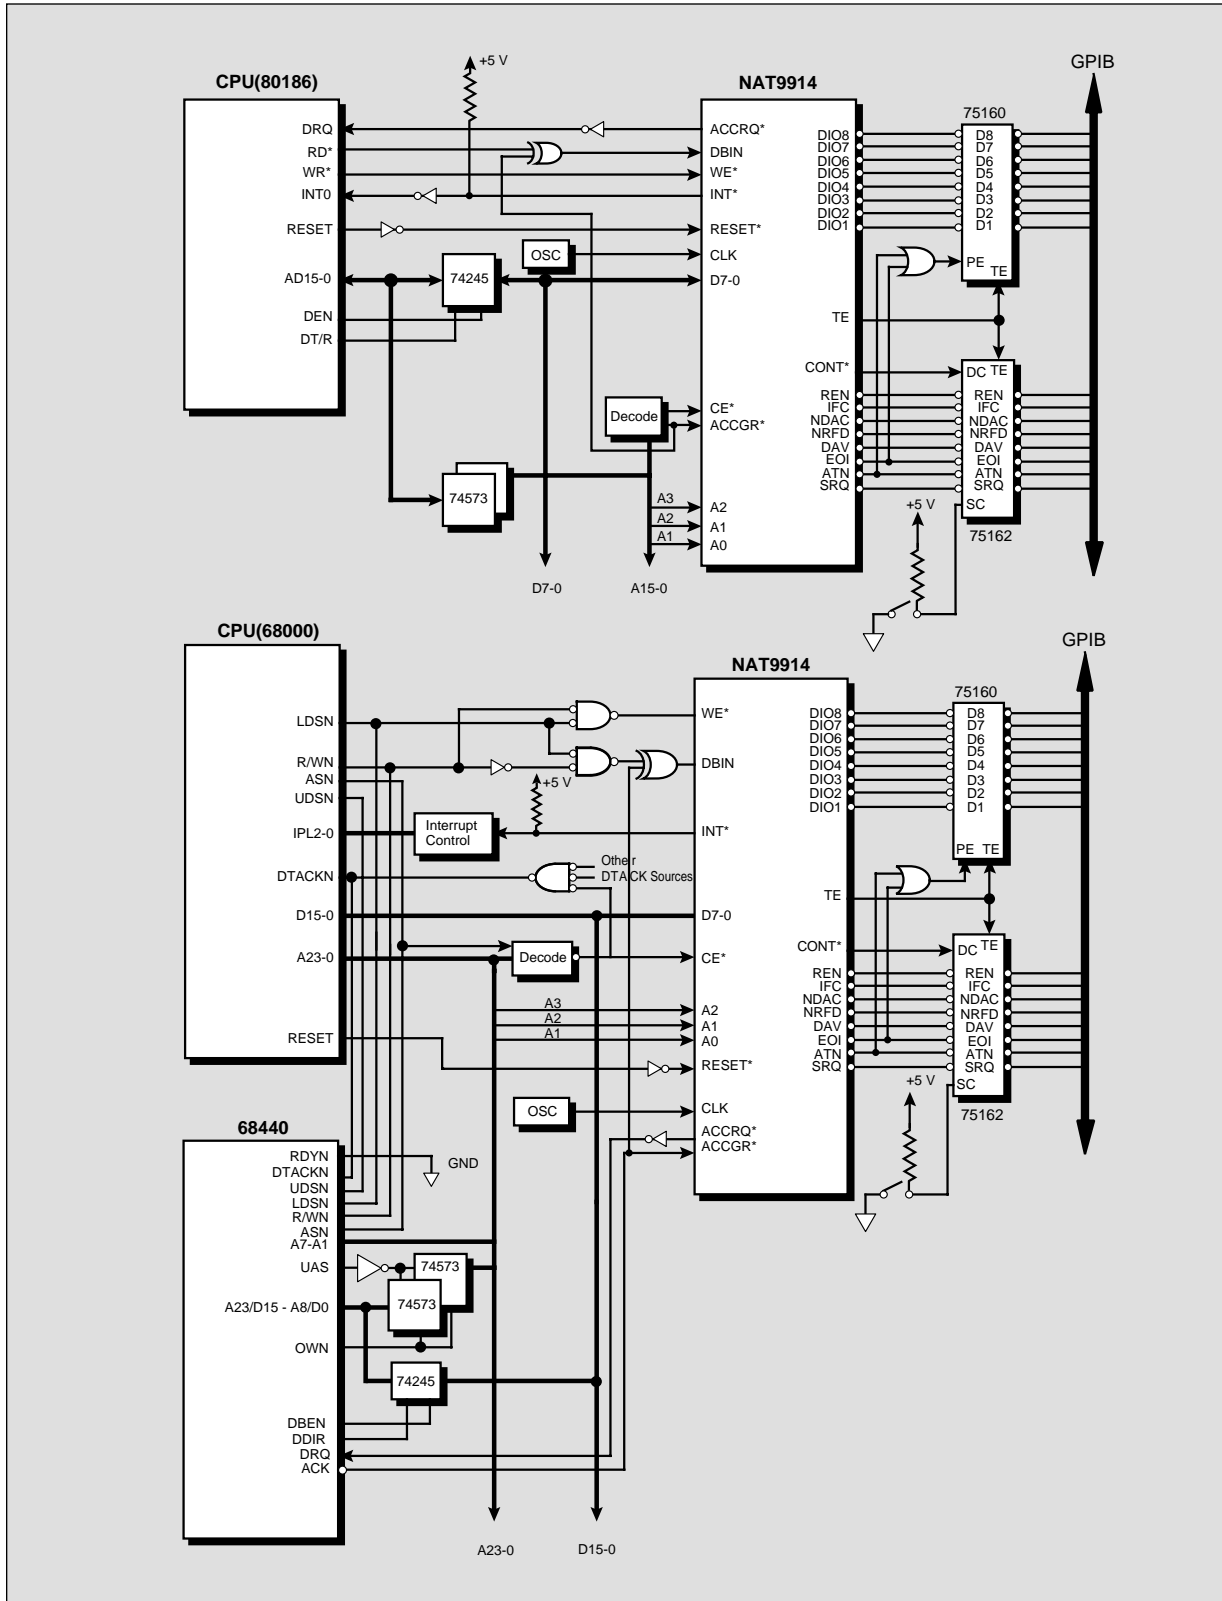 +5 V
GPIB
CPU(80186)
NAT9914
75160
DRQ
RD*
WR*
INT0
RESET
AD15-0
DEN
DT/R
74245
OSC
74573
Decode
ACCRQ*
DBIN
WE*
INT*
RESET*
CLK
D7-0
CE*
ACCGR*
A3
A2
A1
A2
A1
A0
DIO8
DIO7
DIO6
DIO5
DIO4
DIO3
DIO2
DIO1
TE
CONT*
REN
IFC
NDAC
NRFD
DAV
EOI
ATN
SRQ
D8
D7
D6
D5
D4
D3
D2
D1
PE
TE
DC TE
REN
IFC
NDAC
NRFD
DAV
EOI
ATN
SRQ
SC
75162
+5 V
D7-0
A15-0
CPU(68000)
NAT9914
GPIB
75160
LDSN
R/WN
ASN
UDSN
IPL2-0
DTACKN
D15-0
A23-0
RESET
+5 V
Interrupt
Control
Other
DTACK Sources
Decode
A3
A2
A1
OSC
WE*
DBIN
INT*
D7-0
CE*
A2
A1
A0
RESET*
CLK
ACCRQ*
ACCGR*
DIO8
DIO7
DIO6
DIO5
DIO4
DIO3
DIO2
DIO1
TE
CONT*
REN
IFC
NDAC
NRFD
DAV
EOI
ATN
SRQ
D8
D7
D6
D5
D4
D3
D2
D1
PE TE
DC TE
REN
IFC
NDAC
NRFD
DAV
EOI
ATN
SRQ
SC
75162
+5 V
68440
RDYN
DTACKN
UDSN
LDSN
R/WN
ASN
A7-A1
UAS
A23/D15 - A8/D0
OWN
DBEN
DDIR
DRQ
ACK
GND
74573
74573
74245
A23-0
D15-0